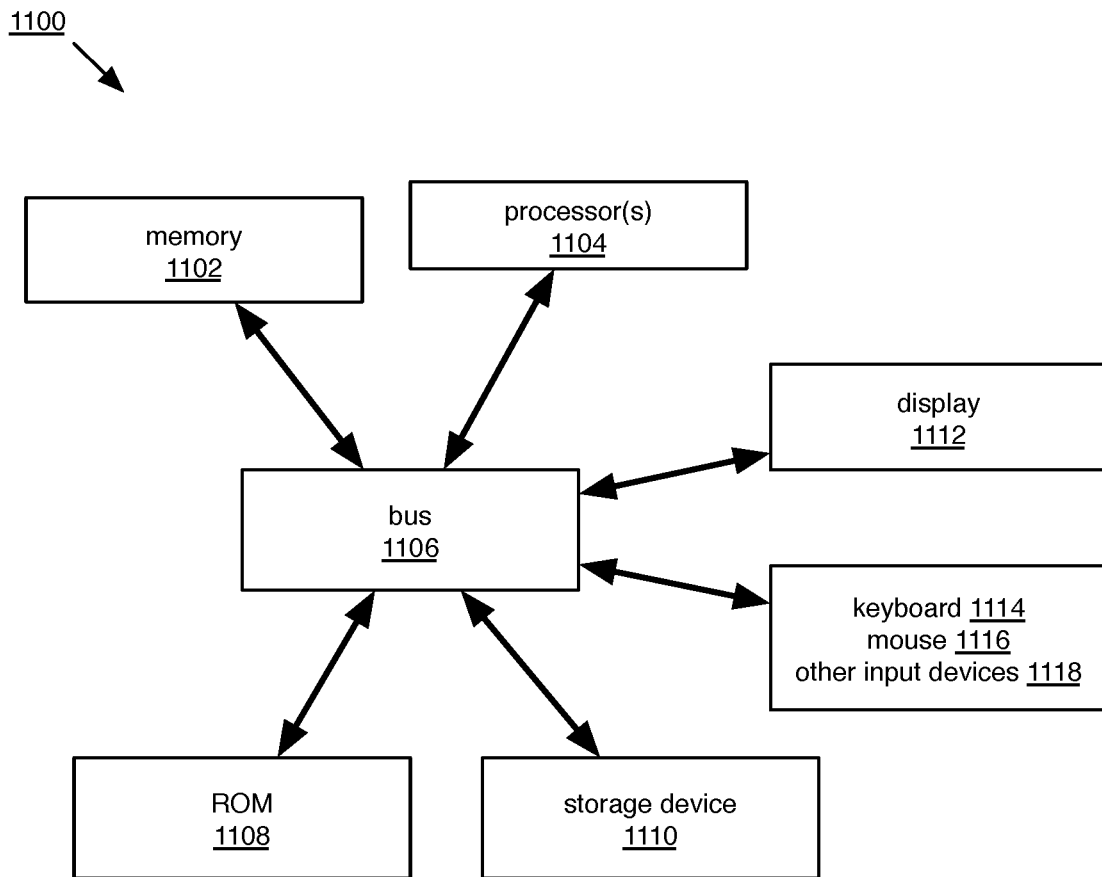 1100
memory
1102
processor(s)
1104
display
1112
bus
1106
keyboard 1114
mouse 1116
other input devices 1118
ROM
1108
storage device
1110